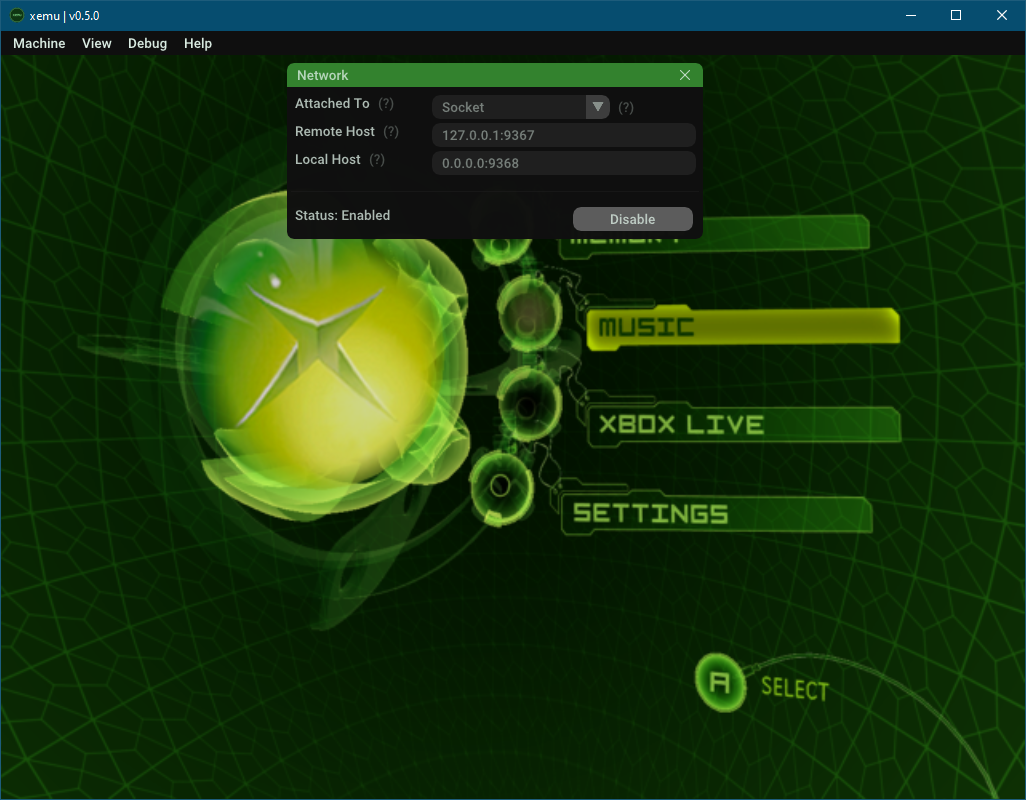 xemu | v0.5.0
Machine View Debug Help
Network
Attached To (?) Socket (?)
Remote Host (?) 127.0.0.1:9367
Local Host (?) 0.0.0.0:9368
Status: Enabled Disable
MEMORY
MUSIC
XBOX LIVE
SETTINGS
A SELECT